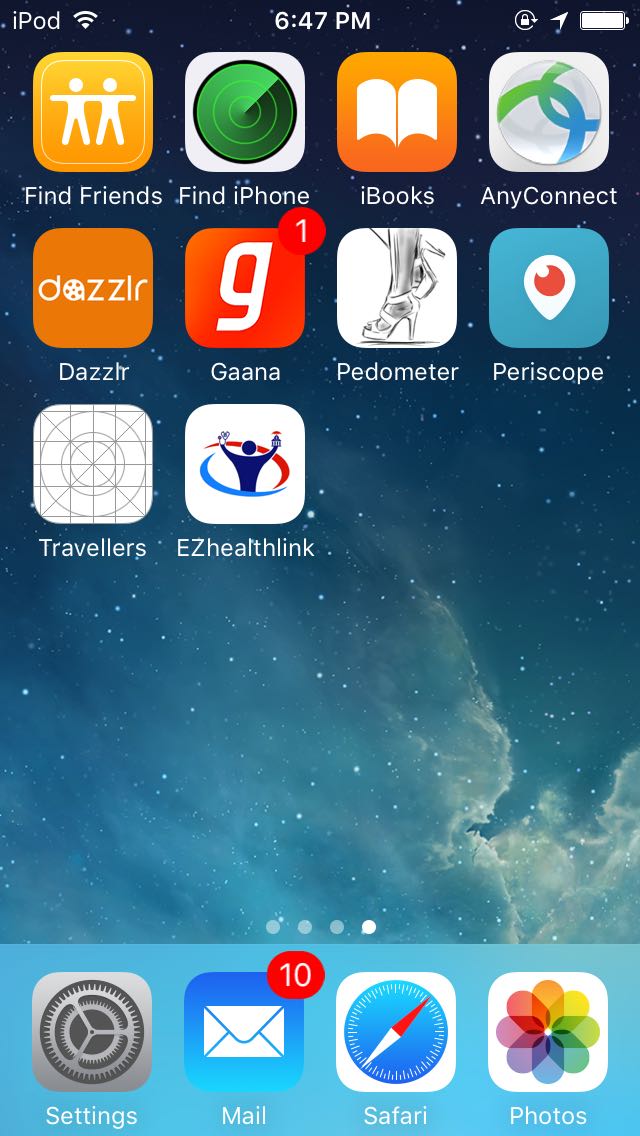 iPod 6:47 PM
Find Friends Find iPhone iBooks AnyConnect
dazzlr g 1
Dazzlr Gaana Pedometer Periscope
Travellers EZhealthlink
10
Settings Mail Safari Photos